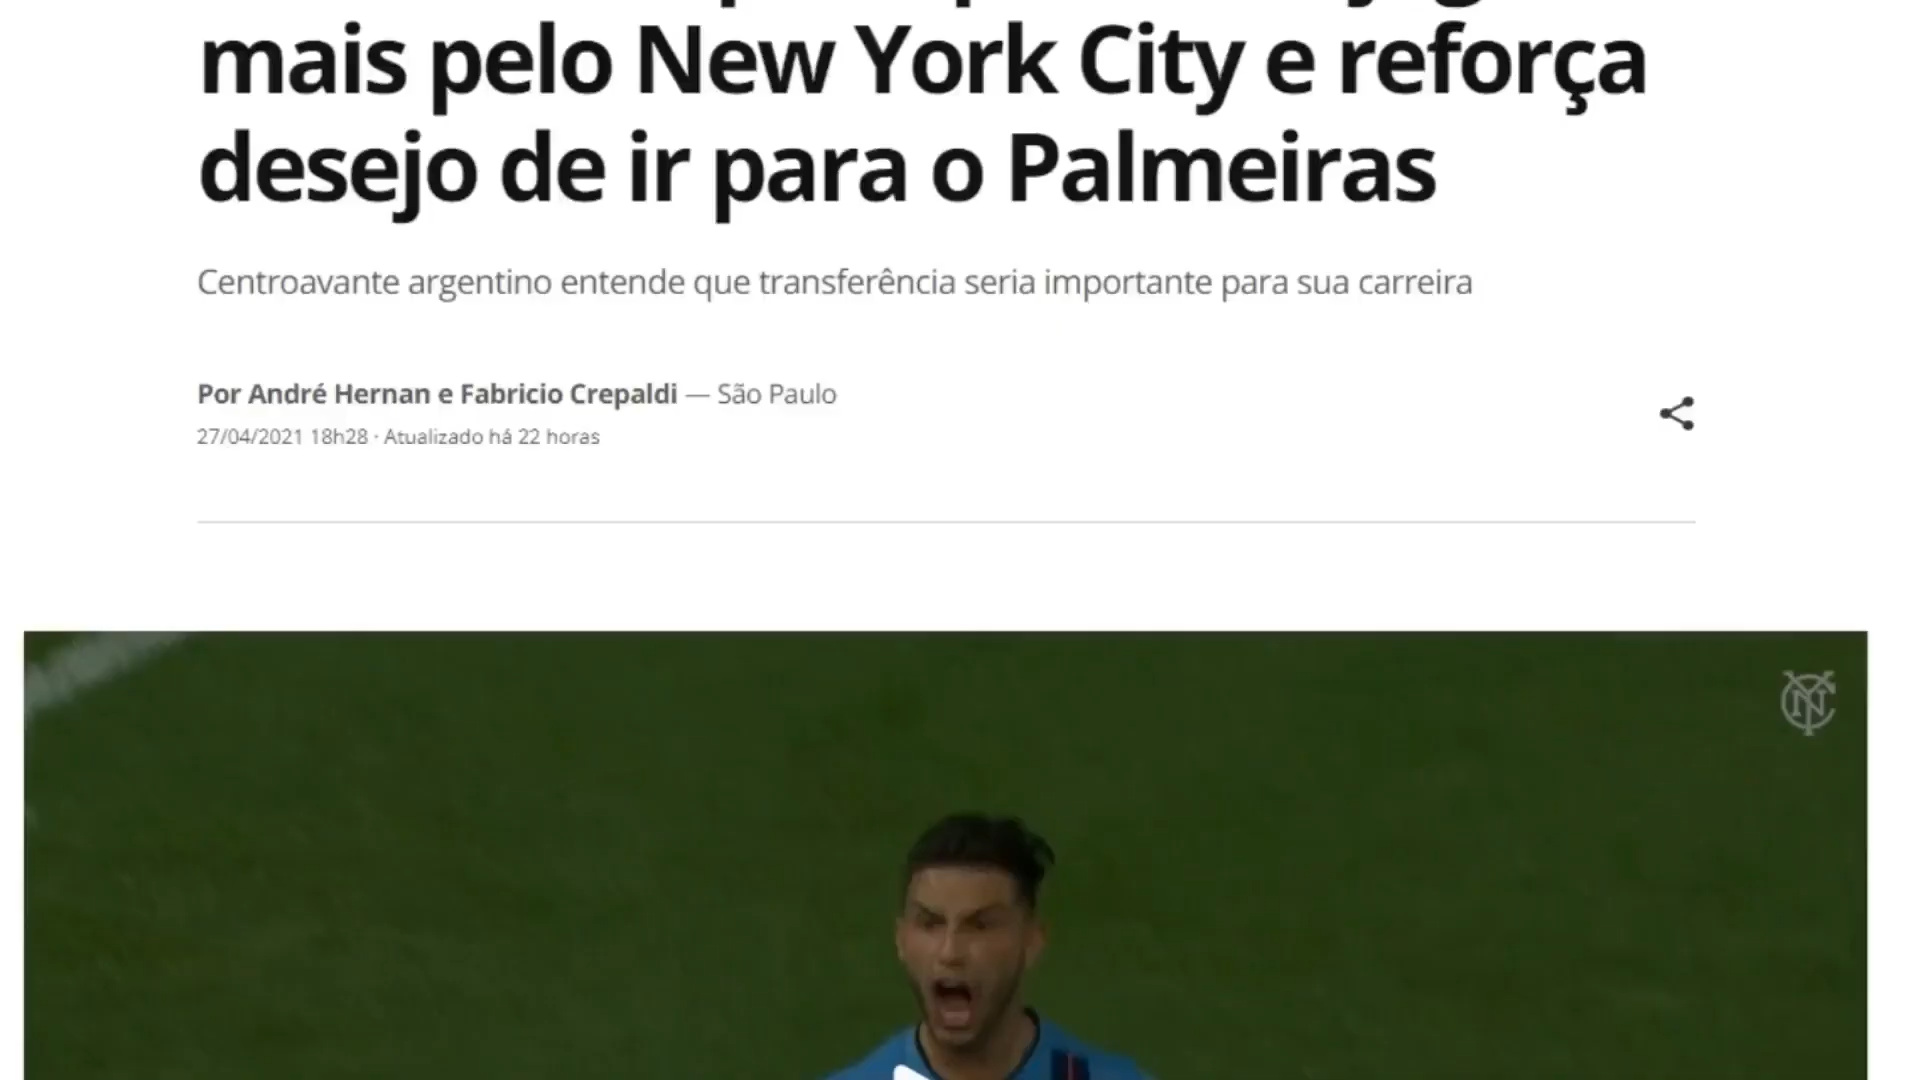 mais pelo New York City e reforça
desejo de ir para o Palmeiras
Centroavante argentino entende que transferência seria importante para sua carreira
Por André Hernan e Fabricio Crepaldi — São Paulo
27/04/2021 18h28 · Atualizado há 22 horas
NYC